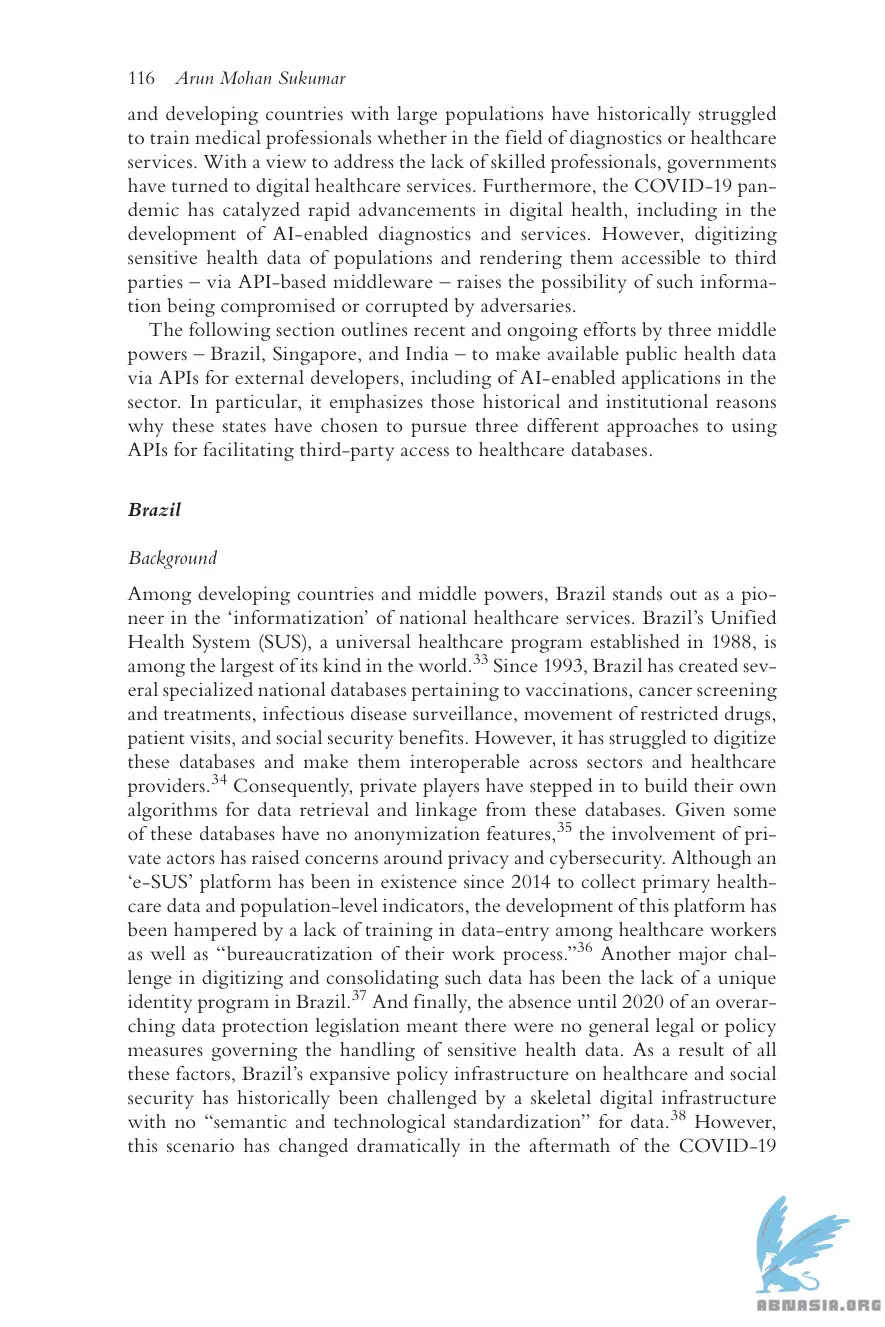 116 Arun Mohan Sukumar
and developing countries with large populations have historically struggled
to train medical professionals whether in the field of diagnostics or healthcare
services. With a view to address the lack of skilled professionals, governments
have turned to digital healthcare services. Furthermore, the COVID-19 pan-
demic has catalyzed rapid advancements in digital health, including in the
development of AI-enabled diagnostics and services. However, digitizing
sensitive health data of populations and rendering them accessible to third
parties – via API-based middleware – raises the possibility of such informa-
tion being compromised or corrupted by adversaries.
The following section outlines recent and ongoing efforts by three middle
powers – Brazil, Singapore, and India – to make available public health data
via APIs for external developers, including of AI-enabled applications in the
sector. In particular, it emphasizes those historical and institutional reasons
why these states have chosen to pursue three different approaches to using
APIs for facilitating third-party access to healthcare databases.
Brazil
Background
Among developing countries and middle powers, Brazil stands out as a pio-
neer in the ‘informatization’ of national healthcare services. Brazil’s Unified
Health System (SUS), a universal healthcare program established in 1988, is
among the largest of its kind in the world.33 Since 1993, Brazil has created sev-
eral specialized national databases pertaining to vaccinations, cancer screening
and treatments, infectious disease surveillance, movement of restricted drugs,
patient visits, and social security benefits. However, it has struggled to digitize
these databases and make them interoperable across sectors and healthcare
providers.34 Consequently, private players have stepped in to build their own
algorithms for data retrieval and linkage from these databases. Given some
of these databases have no anonymization features,35 the involvement of pri-
vate actors has raised concerns around privacy and cybersecurity. Although an
‘e-SUS’ platform has been in existence since 2014 to collect primary health-
care data and population-level indicators, the development of this platform has
been hampered by a lack of training in data-entry among healthcare workers
as well as “bureaucratization of their work process.”36 Another major chal-
lenge in digitizing and consolidating such data has been the lack of a unique
identity program in Brazil.37 And finally, the absence until 2020 of an overar-
ching data protection legislation meant there were no general legal or policy
measures governing the handling of sensitive health data. As a result of all
these factors, Brazil’s expansive policy infrastructure on healthcare and social
security has historically been challenged by a skeletal digital infrastructure
with no “semantic and technological standardization” for data.38 However,
this scenario has changed dramatically in the aftermath of the COVID-19
ABNASIA.ORG